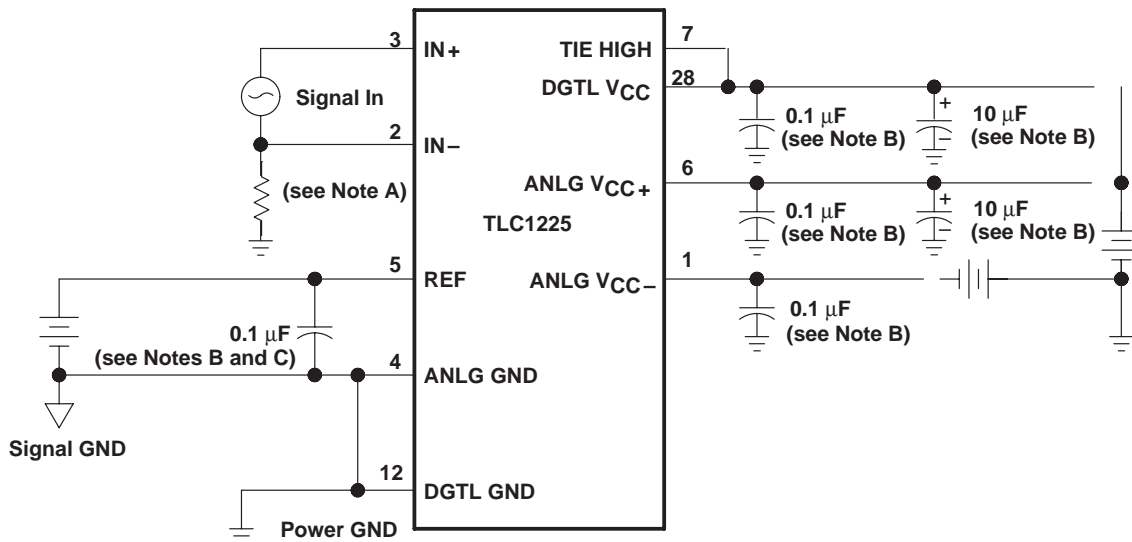 3
IN+
TIE HIGH
7
Signal In
DGTL VCC
28
2
IN−
0.1 μF
(see Note B)
+
−
10 μF
(see Note B)
(see Note A)
ANLG VCC+
6
TLC1225
0.1 μF
(see Note B)
+
−
10 μF
(see Note B)
5
REF
ANLG VCC−
1
0.1 μF
(see Notes B and C)
0.1 μF
(see Note B)
4
ANLG GND
Signal GND
12
DGTL GND
Power GND